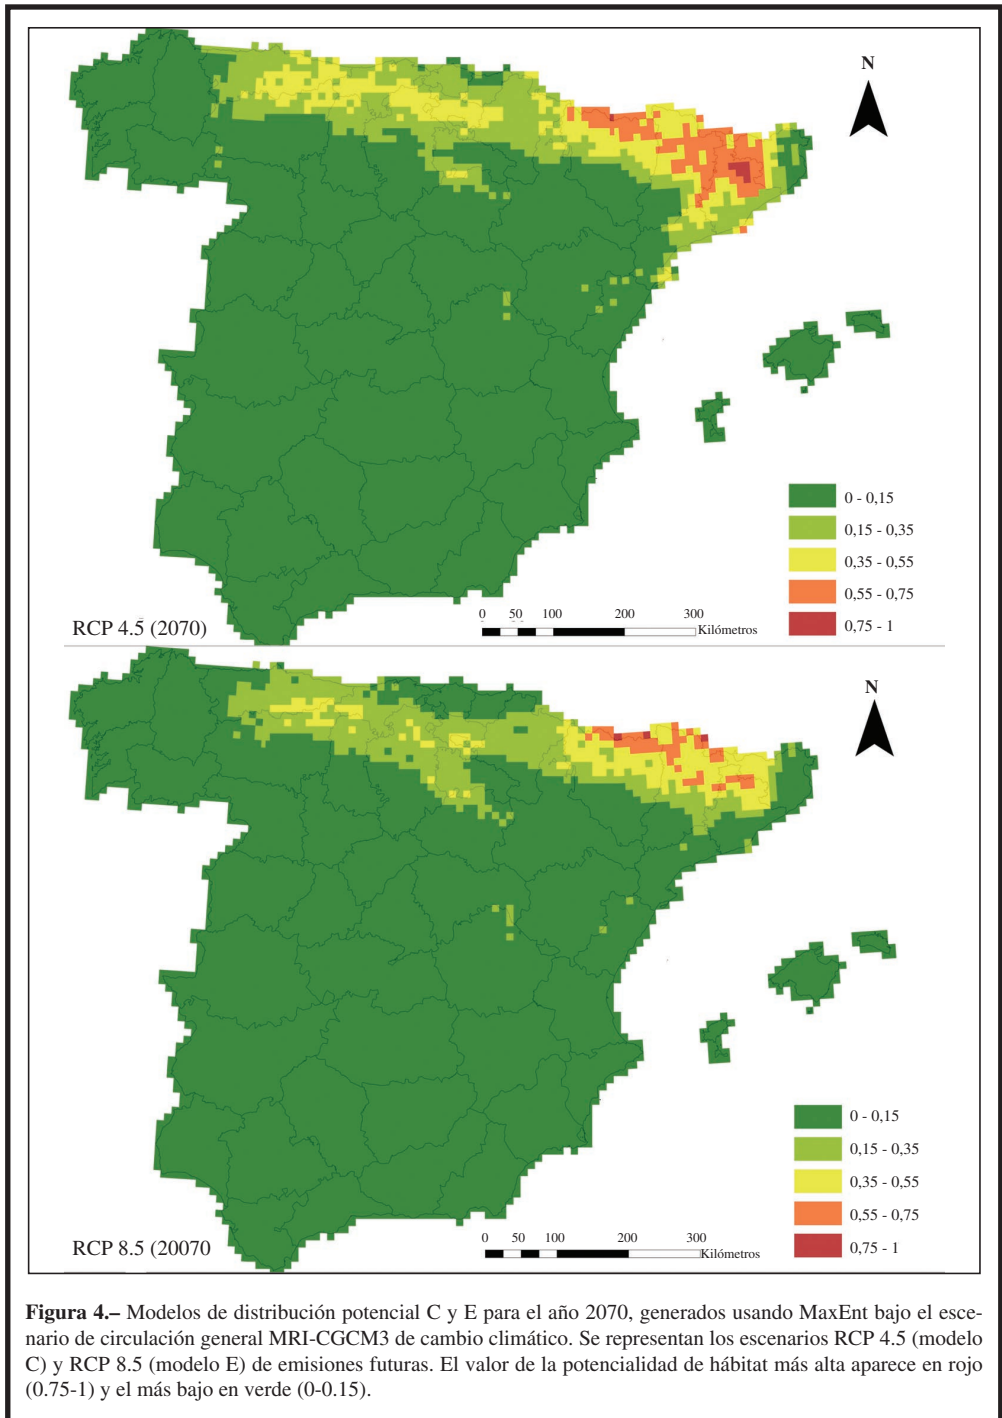 N
0 - 0,15
0,15 - 0,35
0,35 - 0,55
0,55 - 0,75
0,75 - 1
0 50 100 200 300
Kilómetros
RCP 4.5 (2070)
N
0 - 0,15
0,15 - 0,35
0,35 - 0,55
0,55 - 0,75
0,75 - 1
0 50 100 200 300
Kilómetros
RCP 8.5 (20070
Figura 4.– Modelos de distribución potencial C y E para el año 2070, generados usando MaxEnt bajo el esce-
nario de circulación general MRI-CGCM3 de cambio climático. Se representan los escenarios RCP 4.5 (modelo
C) y RCP 8.5 (modelo E) de emisiones futuras. El valor de la potencialidad de hábitat más alta aparece en rojo
(0.75-1) y el más bajo en verde (0-0.15).